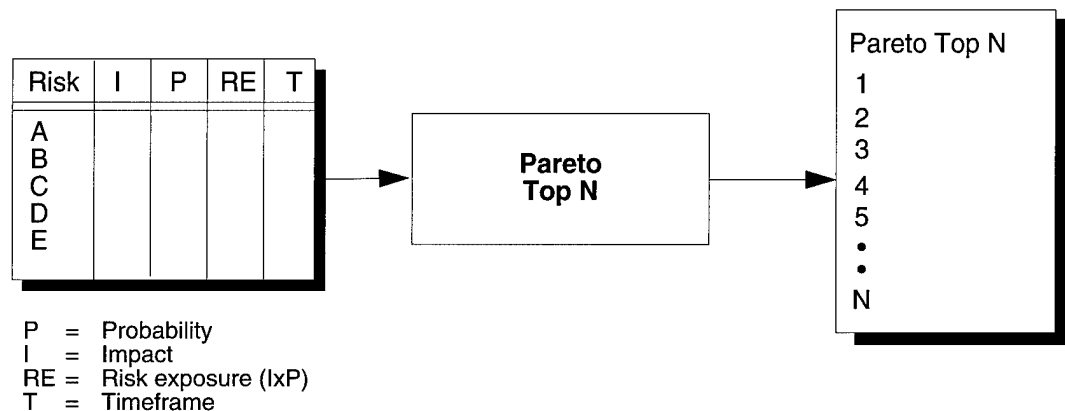 Risk I P RE T
A
B
C
D
E
P = Probability
I = Impact
RE = Risk exposure (IxP)
T = Timeframe
Pareto
Top N
Pareto Top N
1
2
3
4
5
•
•
N